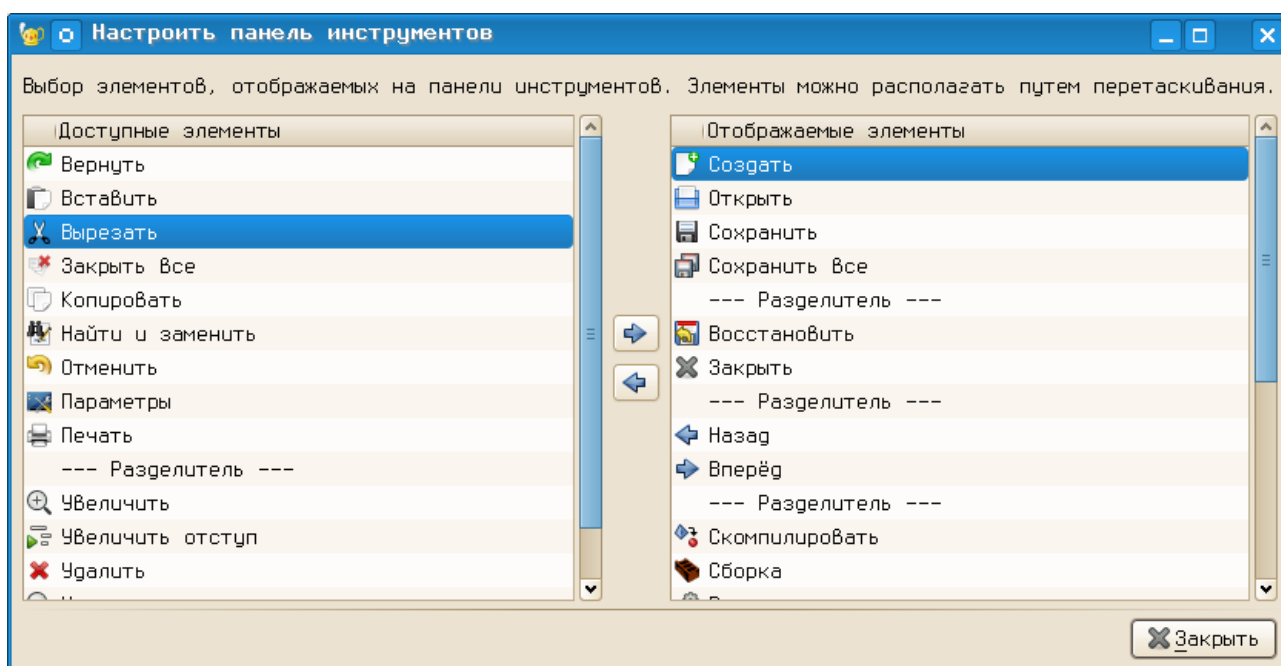 Настроить панель инструментов
Выбор элементов, отображаемых на панели инструментов. Элементы можно располагать путем перетаскивания.
Доступные элементы
Вернуть
Вставить
Вырезать
Закрыть все
Копировать
Найти и заменить
Отменить
Параметры
Печать
--- Разделитель ---
Увеличить
Увеличить отступ
Удалить
Отображаемые элементы
Создать
Открыть
Сохранить
Сохранить все
--- Разделитель ---
Восстановить
Закрыть
--- Разделитель ---
Назад
Вперёд
--- Разделитель ---
Скомпилировать
Сборка
Закрыть